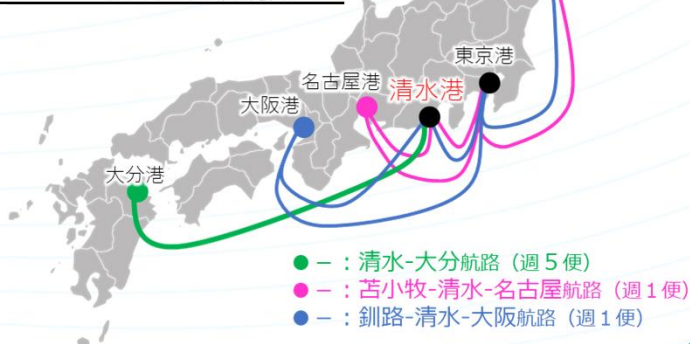 東京港
名古屋港
清水港
大阪港
大分港
●－：清水-大分航路（週５便）
●－：苫小牧-清水-名古屋航路（週１便）
●－：釧路-清水-大阪航路（週１便）